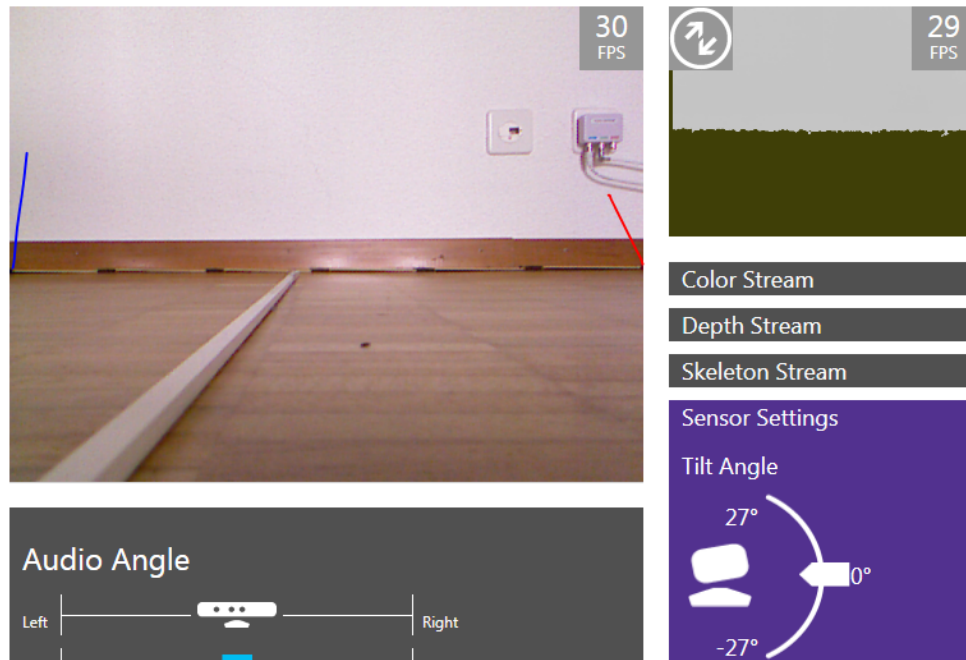 30
FPS
29
FPS
Color Stream
Depth Stream
Skeleton Stream
Sensor Settings
Tilt Angle
27°
0°
-27°
Audio Angle
Left
Right